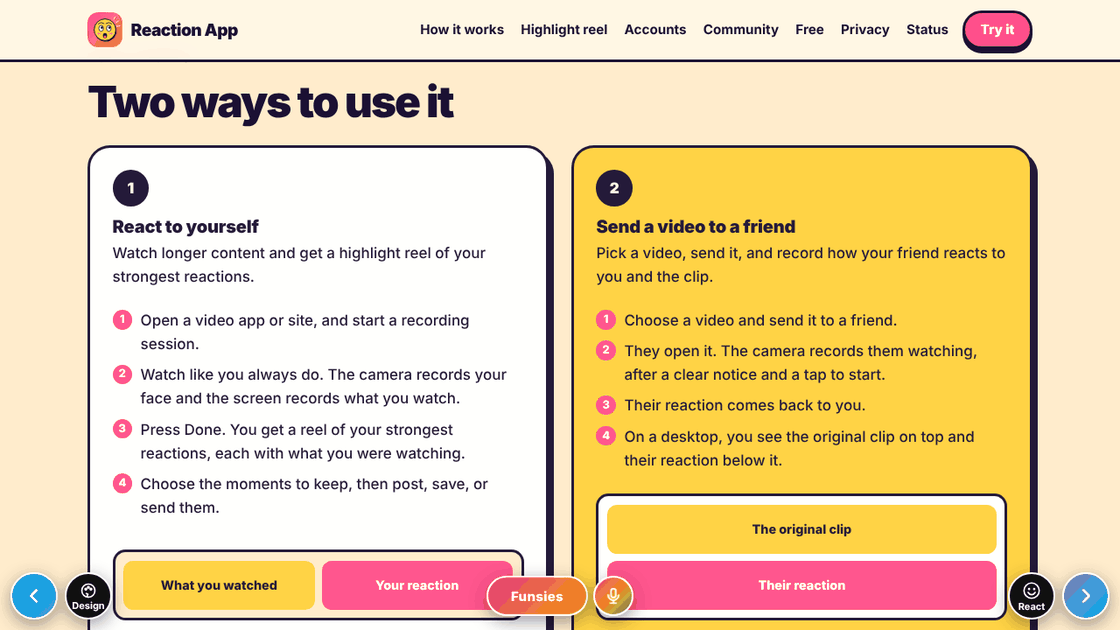 Reaction App
How it works
Highlight reel
Accounts
Community
Free
Privacy
Status
Try it
Two ways to use it
1
React to yourself
Watch longer content and get a highlight reel of your
strongest reactions.
1 Open a video app or site, and start a recording
session.
2 Watch like you always do. The camera records your
face and the screen records what you watch.
3 Press Done. You get a reel of your strongest
reactions, each with what you were watching.
4 Choose the moments to keep, then post, save, or
send them.
What you watched
Your reaction
2
Send a video to a friend
Pick a video, send it, and record how your friend reacts to
you and the clip.
1 Choose a video and send it to a friend.
2 They open it. The camera records them watching,
after a clear notice and a tap to start.
3 Their reaction comes back to you.
4 On a desktop, you see the original clip on top and
their reaction below it.
The original clip
Their reaction
Design
Funsies
React